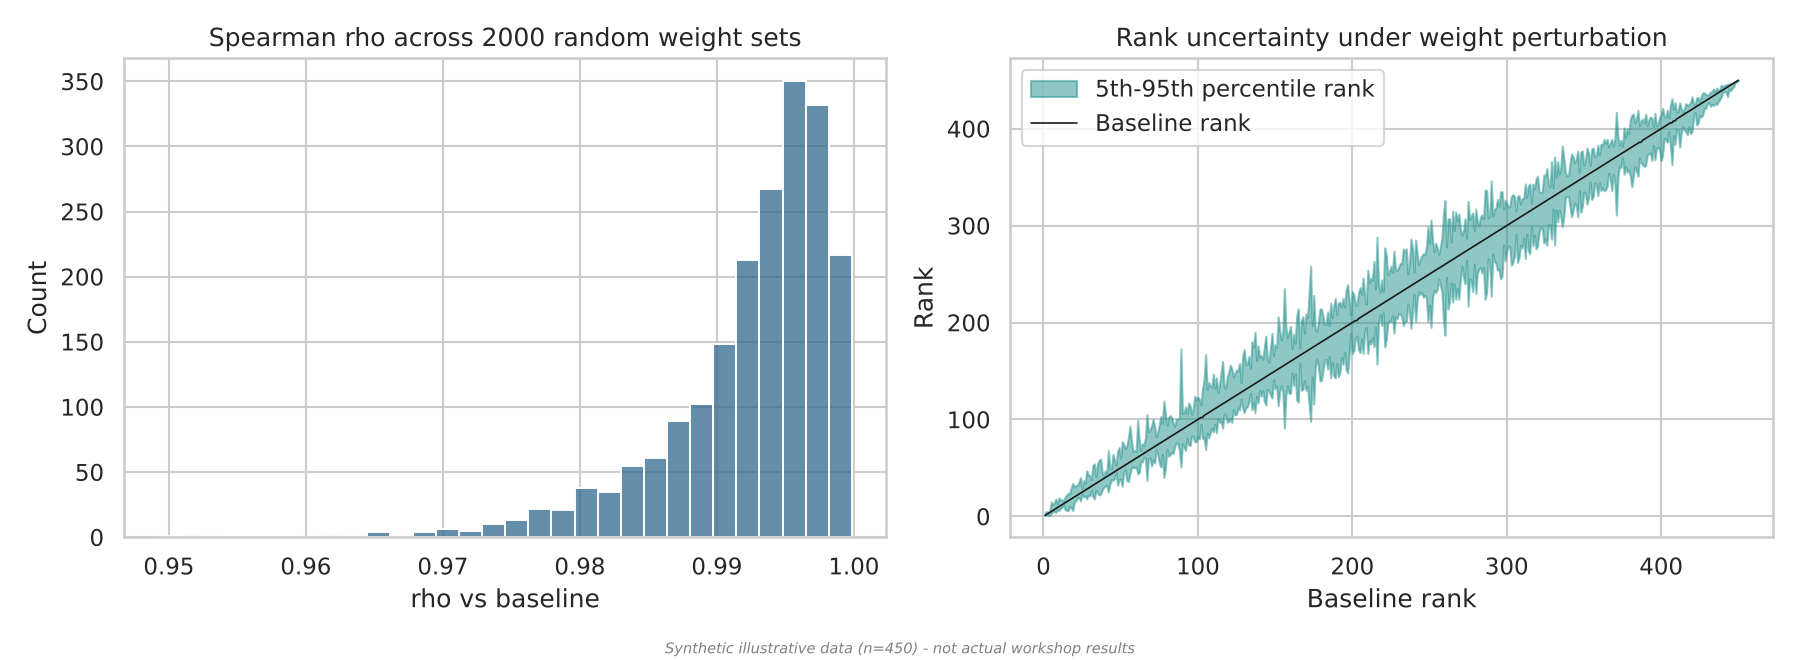 Spearman rho across 2000 random weight sets
350
300
250
200
150
100
50
0
Count
0.95 0.96 0.97 0.98 0.99 1.00
rho vs baseline
Rank uncertainty under weight perturbation
5th-95th percentile rank
Baseline rank
400
300
200
100
0
Rank
0 100 200 300 400
Baseline rank
Synthetic illustrative data (n=450) - not actual workshop results